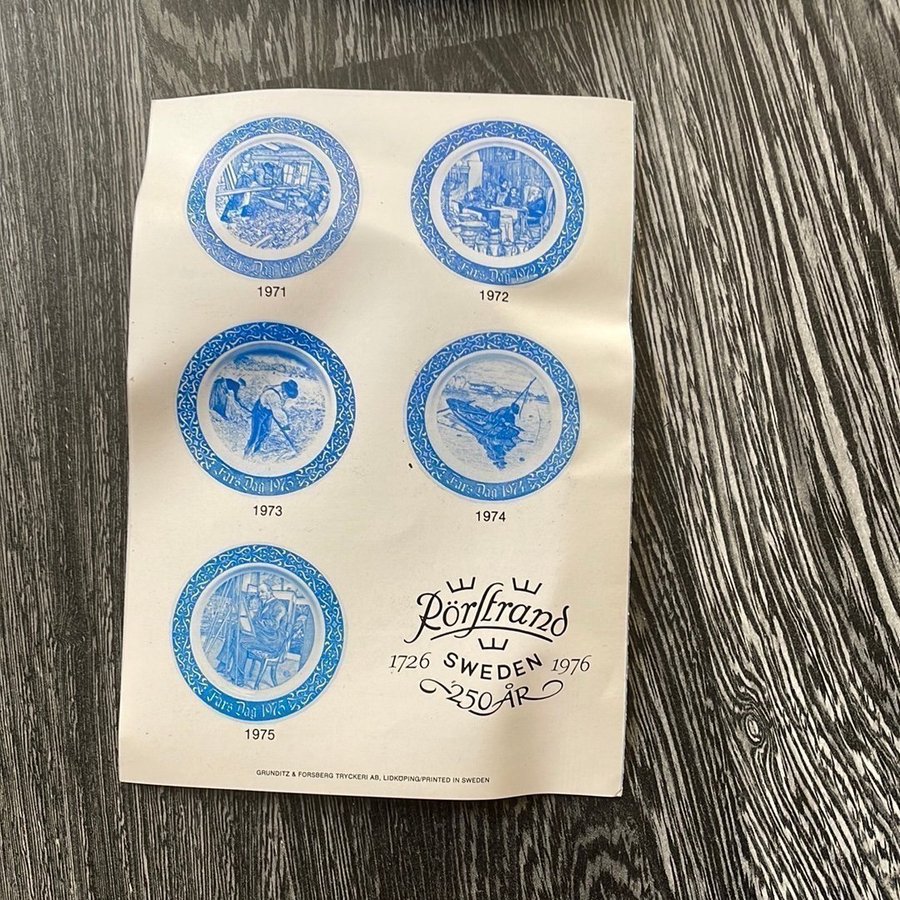 Fars Dag 1971
Fars Dag 1972
1971
1972
Fars Dag 1973
Fars Dag 1974
1973
1974
Fars Dag 1975
1975
Rörstrand
1726 SWEDEN 1976
250 ÅR
GRUNDITZ & FORSBERG TRYCKERI AB, LIDKÖPING/PRINTED IN SWEDEN